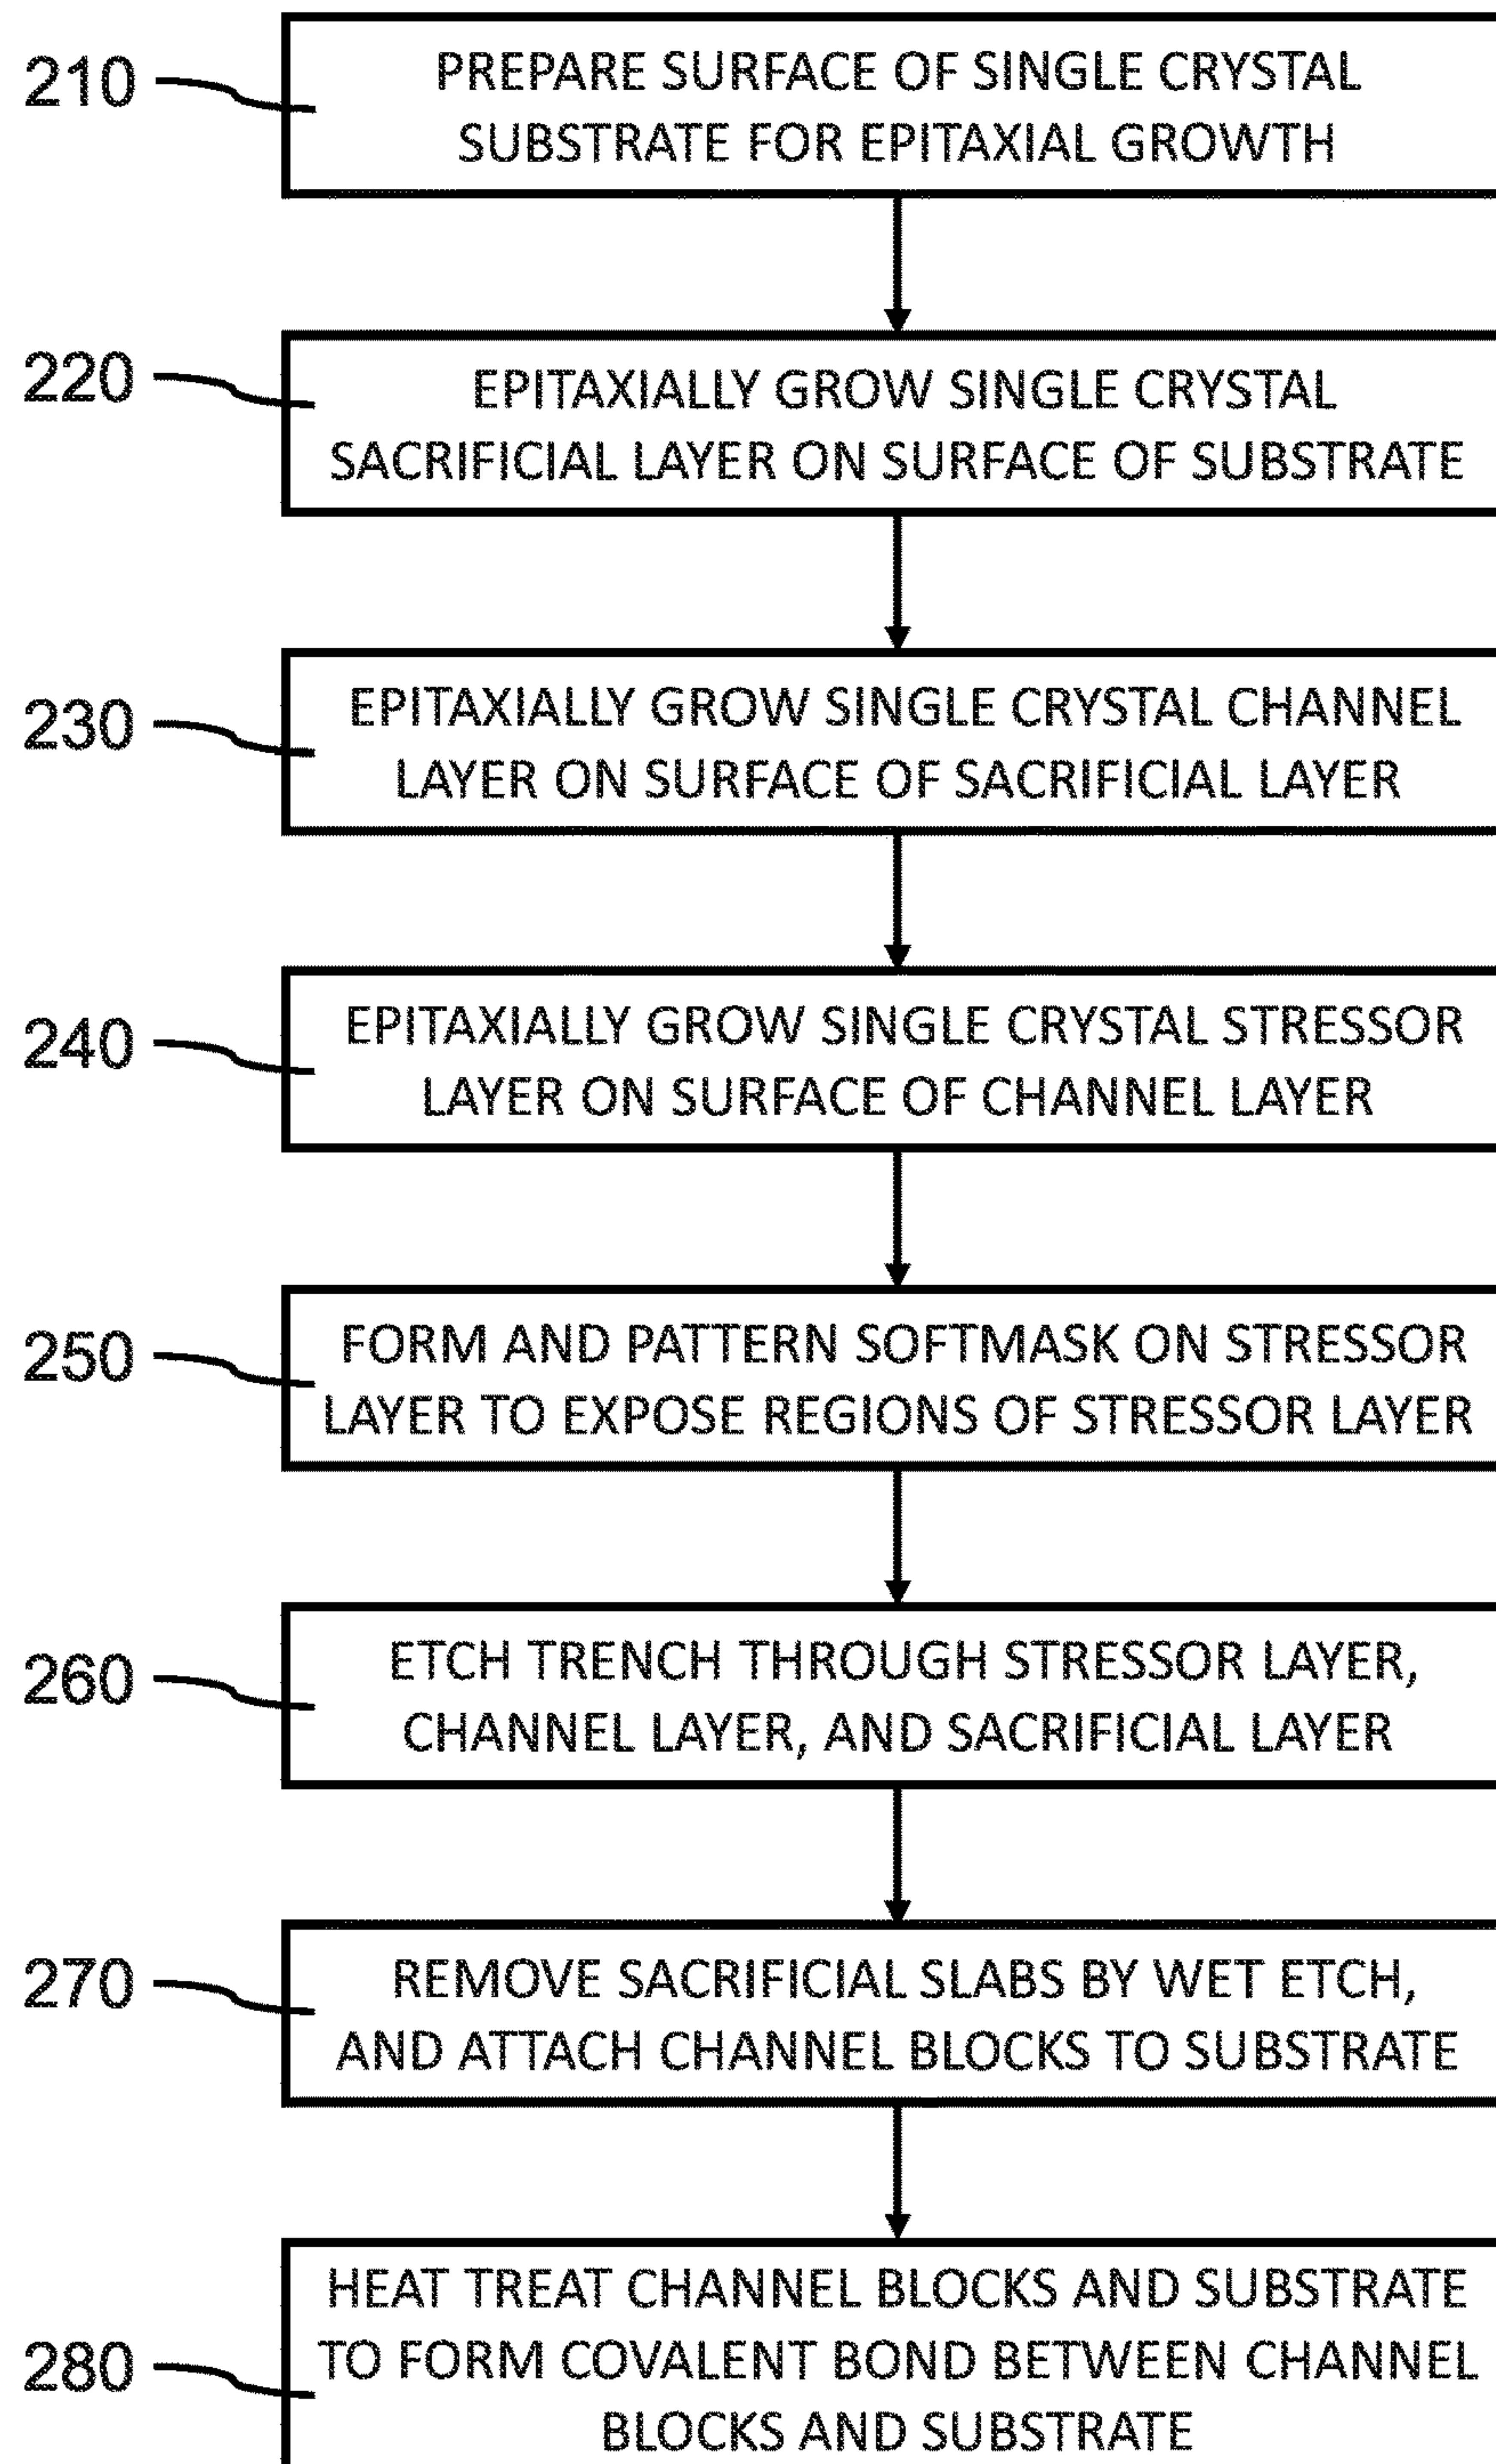 210
PREPARE SURFACE OF SINGLE CRYSTAL
SUBSTRATE FOR EPITAXIAL GROWTH
220
EPITAXIALLY GROW SINGLE CRYSTAL
SACRIFICIAL LAYER ON SURFACE OF SUBSTRATE
230
EPITAXIALLY GROW SINGLE CRYSTAL CHANNEL
LAYER ON SURFACE OF SACRIFICIAL LAYER
240
EPITAXIALLY GROW SINGLE CRYSTAL STRESSOR
LAYER ON SURFACE OF CHANNEL LAYER
250
FORM AND PATTERN SOFTMASK ON STRESSOR
LAYER TO EXPOSE REGIONS OF STRESSOR LAYER
260
ETCH TRENCH THROUGH STRESSOR LAYER,
CHANNEL LAYER, AND SACRIFICIAL LAYER
270
REMOVE SACRIFICIAL SLABS BY WET ETCH,
AND ATTACH CHANNEL BLOCKS TO SUBSTRATE
280
HEAT TREAT CHANNEL BLOCKS AND SUBSTRATE
TO FORM COVALENT BOND BETWEEN CHANNEL
BLOCKS AND SUBSTRATE